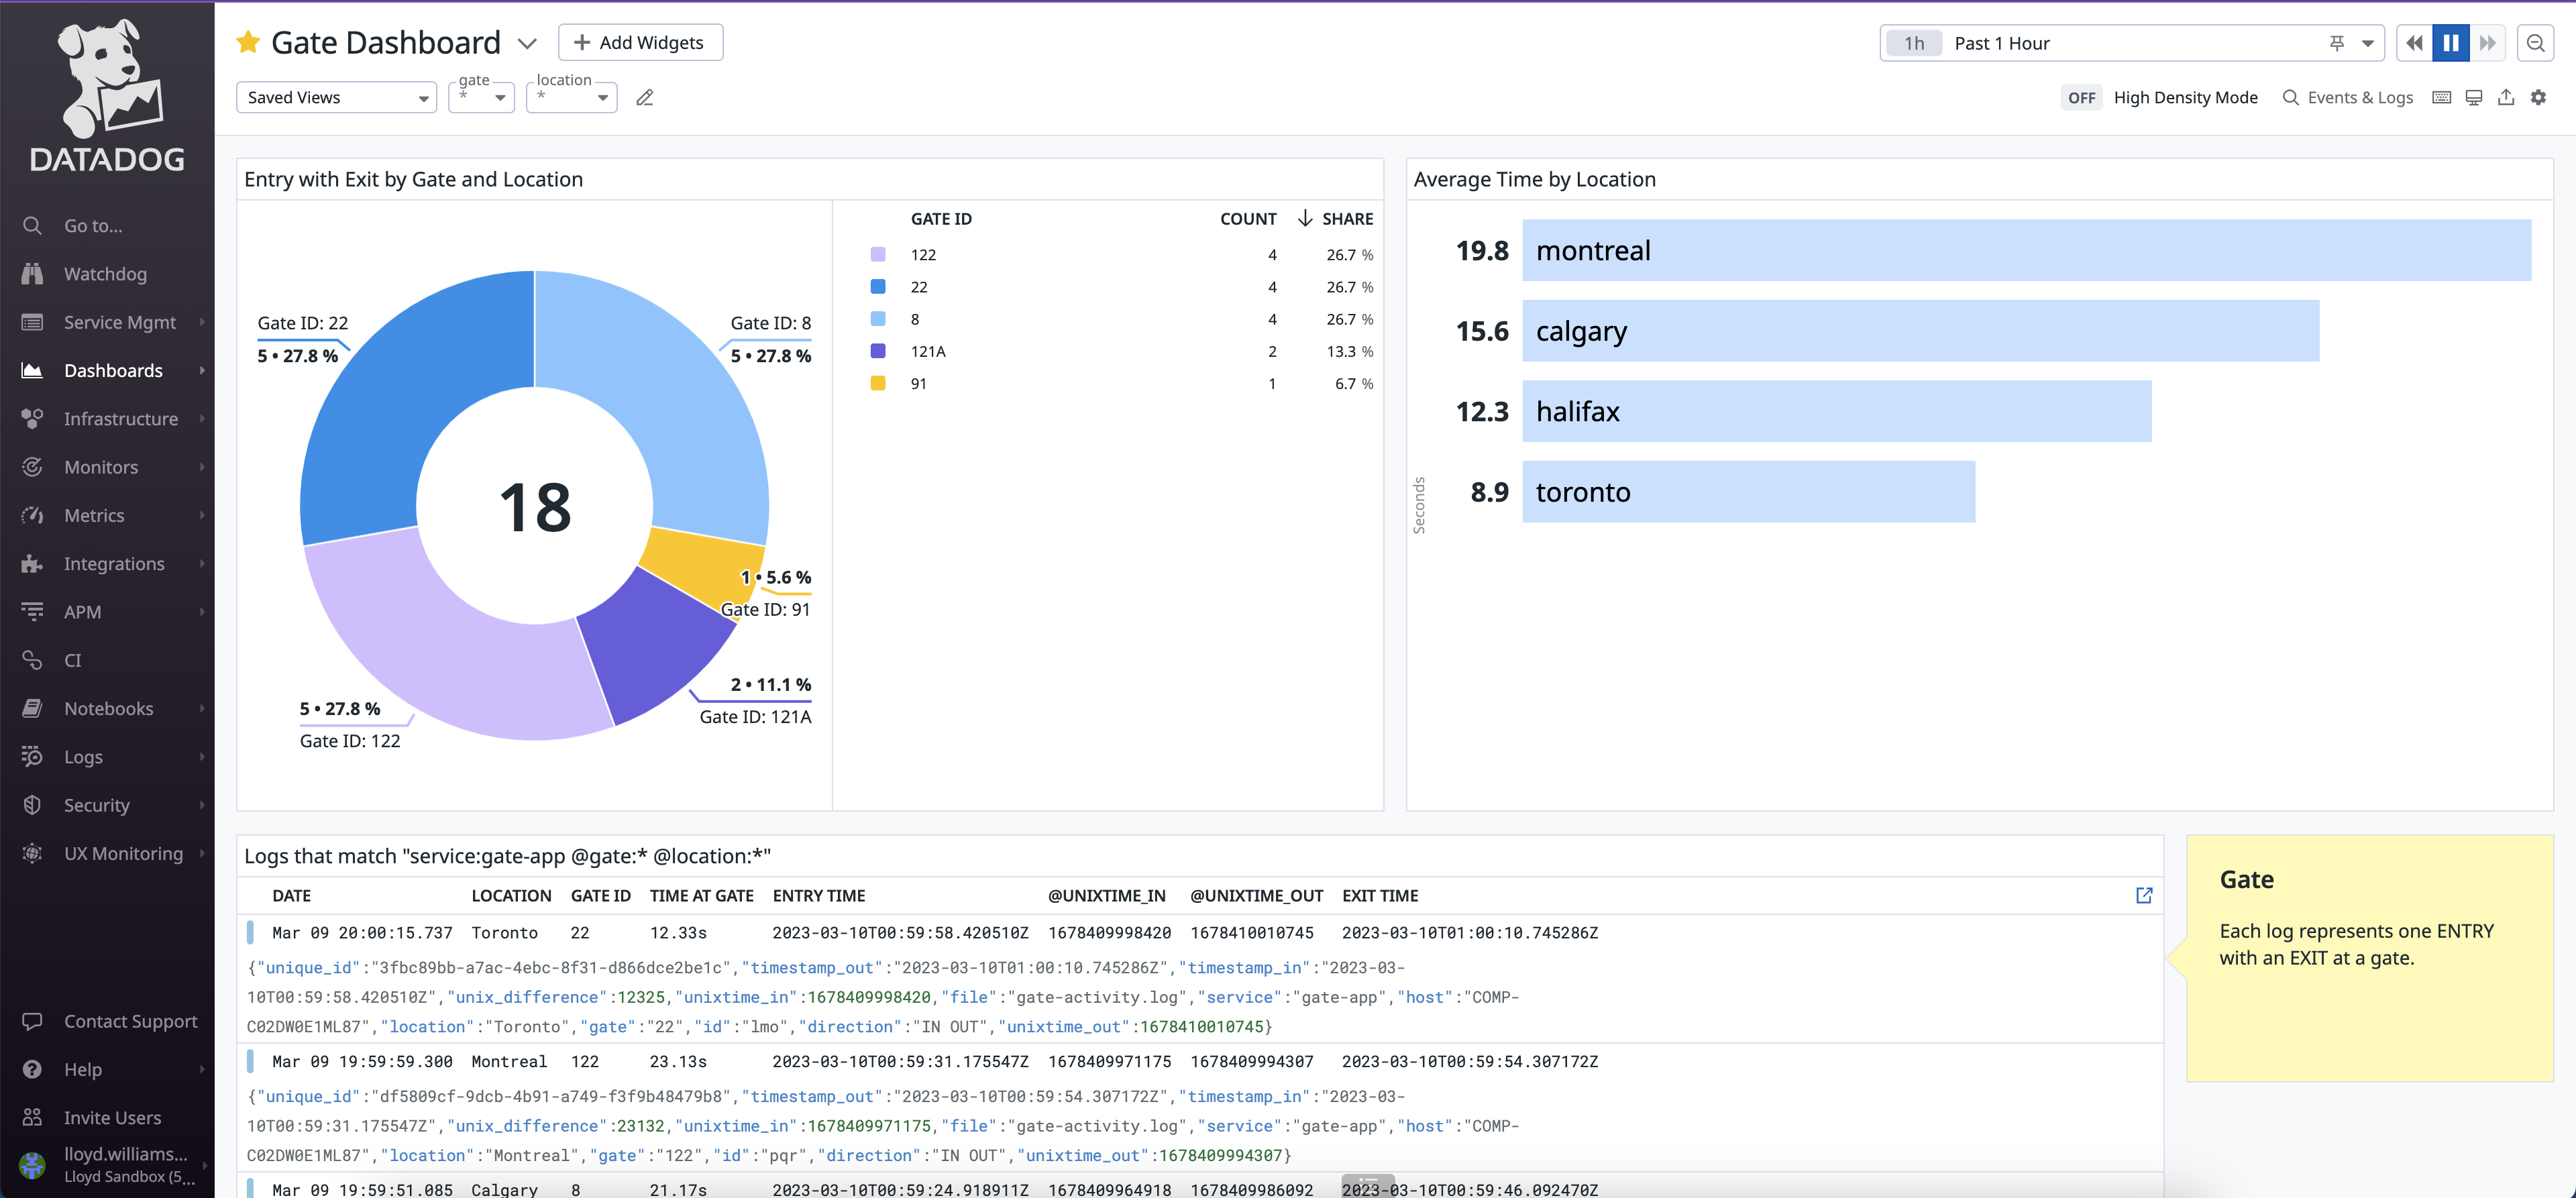 DATADOG
Go to...
Watchdog
Service Mgmt
Dashboards
Infrastructure
Monitors
Metrics
Integrations
APM
CI
Notebooks
Logs
Security
UX Monitoring
Contact Support
Help
Invite Users
lloyd.williams...
Lloyd Sandbox (5...
Gate Dashboard
+ Add Widgets
1h Past 1 Hour
Saved Views
gate
*
location
*
OFF High Density Mode
Events & Logs
Entry with Exit by Gate and Location
Gate ID: 22
5 • 27.8 %
Gate ID: 8
5 • 27.8 %
18
1 • 5.6 %
Gate ID: 91
2 • 11.1 %
Gate ID: 121A
5 • 27.8 %
Gate ID: 122
GATE ID COUNT ↓ SHARE
122 4 26.7 %
22 4 26.7 %
8 4 26.7 %
121A 2 13.3 %
91 1 6.7 %
Average Time by Location
19.8 montreal
15.6 calgary
12.3 halifax
8.9 toronto
Seconds
Logs that match "service:gate-app @gate:* @location:*"
DATE LOCATION GATE ID TIME AT GATE ENTRY TIME @UNIXTIME_IN @UNIXTIME_OUT EXIT TIME
Mar 09 20:00:15.737 Toronto 22 12.33s 2023-03-10T00:59:58.420510Z 1678409998420 1678410010745 2023-03-10T01:00:10.745286Z
{"unique_id":"3fbc89bb-a7ac-4ebc-8f31-d866dce2be1c","timestamp_out":"2023-03-10T01:00:10.745286Z","timestamp_in":"2023-03-
10T00:59:58.420510Z","unix_difference":12325,"unixtime_in":1678409998420,"file":"gate-activity.log","service":"gate-app","host":"COMP-
C02DW0E1ML87","location":"Toronto","gate":"22","id":"lmo","direction":"IN OUT","unixtime_out":1678410010745}
Mar 09 19:59:59.300 Montreal 122 23.13s 2023-03-10T00:59:31.175547Z 1678409971175 1678409994307 2023-03-10T00:59:54.307172Z
{"unique_id":"df5809cf-9dcb-4b91-a749-f3f9b48479b8","timestamp_out":"2023-03-10T00:59:54.307172Z","timestamp_in":"2023-03-
10T00:59:31.175547Z","unix_difference":23132,"unixtime_in":1678409971175,"file":"gate-activity.log","service":"gate-app","host":"COMP-
C02DW0E1ML87","location":"Montreal","gate":"122","id":"pqr","direction":"IN OUT","unixtime_out":1678409994307}
Mar 09 19:59:51.085 Calgary 8 21.17s 2023-03-10T00:59:24.918911Z 1678409964918 1678409986092 2023-03-10T00:59:46.092470Z
Gate
Each log represents one ENTRY
with an EXIT at a gate.